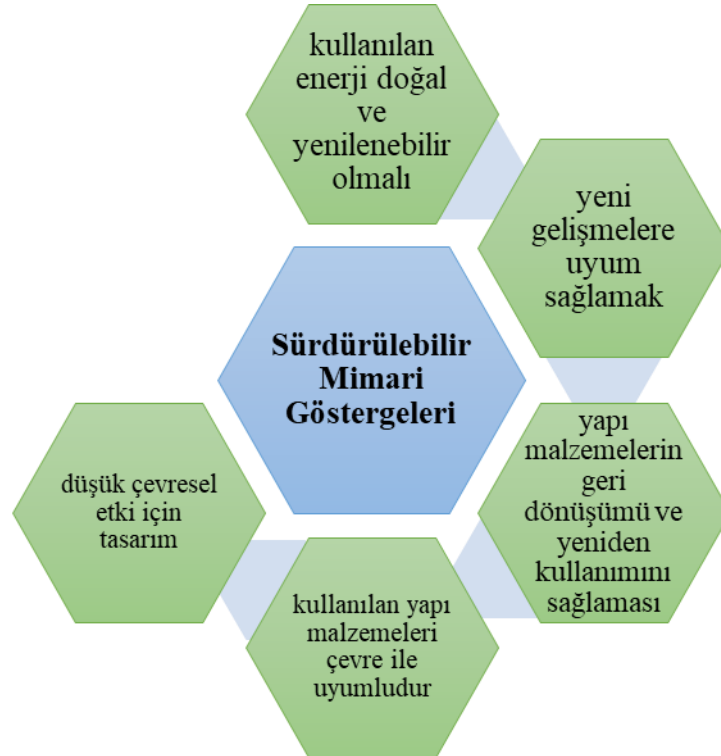 kullanılan
enerji doğal
ve
yenilenebilir
olmalı
yeni
gelişmelere
uyum
sağlamak
Sürdürülebilir
Mimari
Göstergeleri
yapı
malzemelerin
geri
dönüşümü ve
yeniden
kullanımını
sağlaması
düşük çevresel
etki için
tasarım
kullanılan yapı
malzemeleri
çevre ile
uyumludur